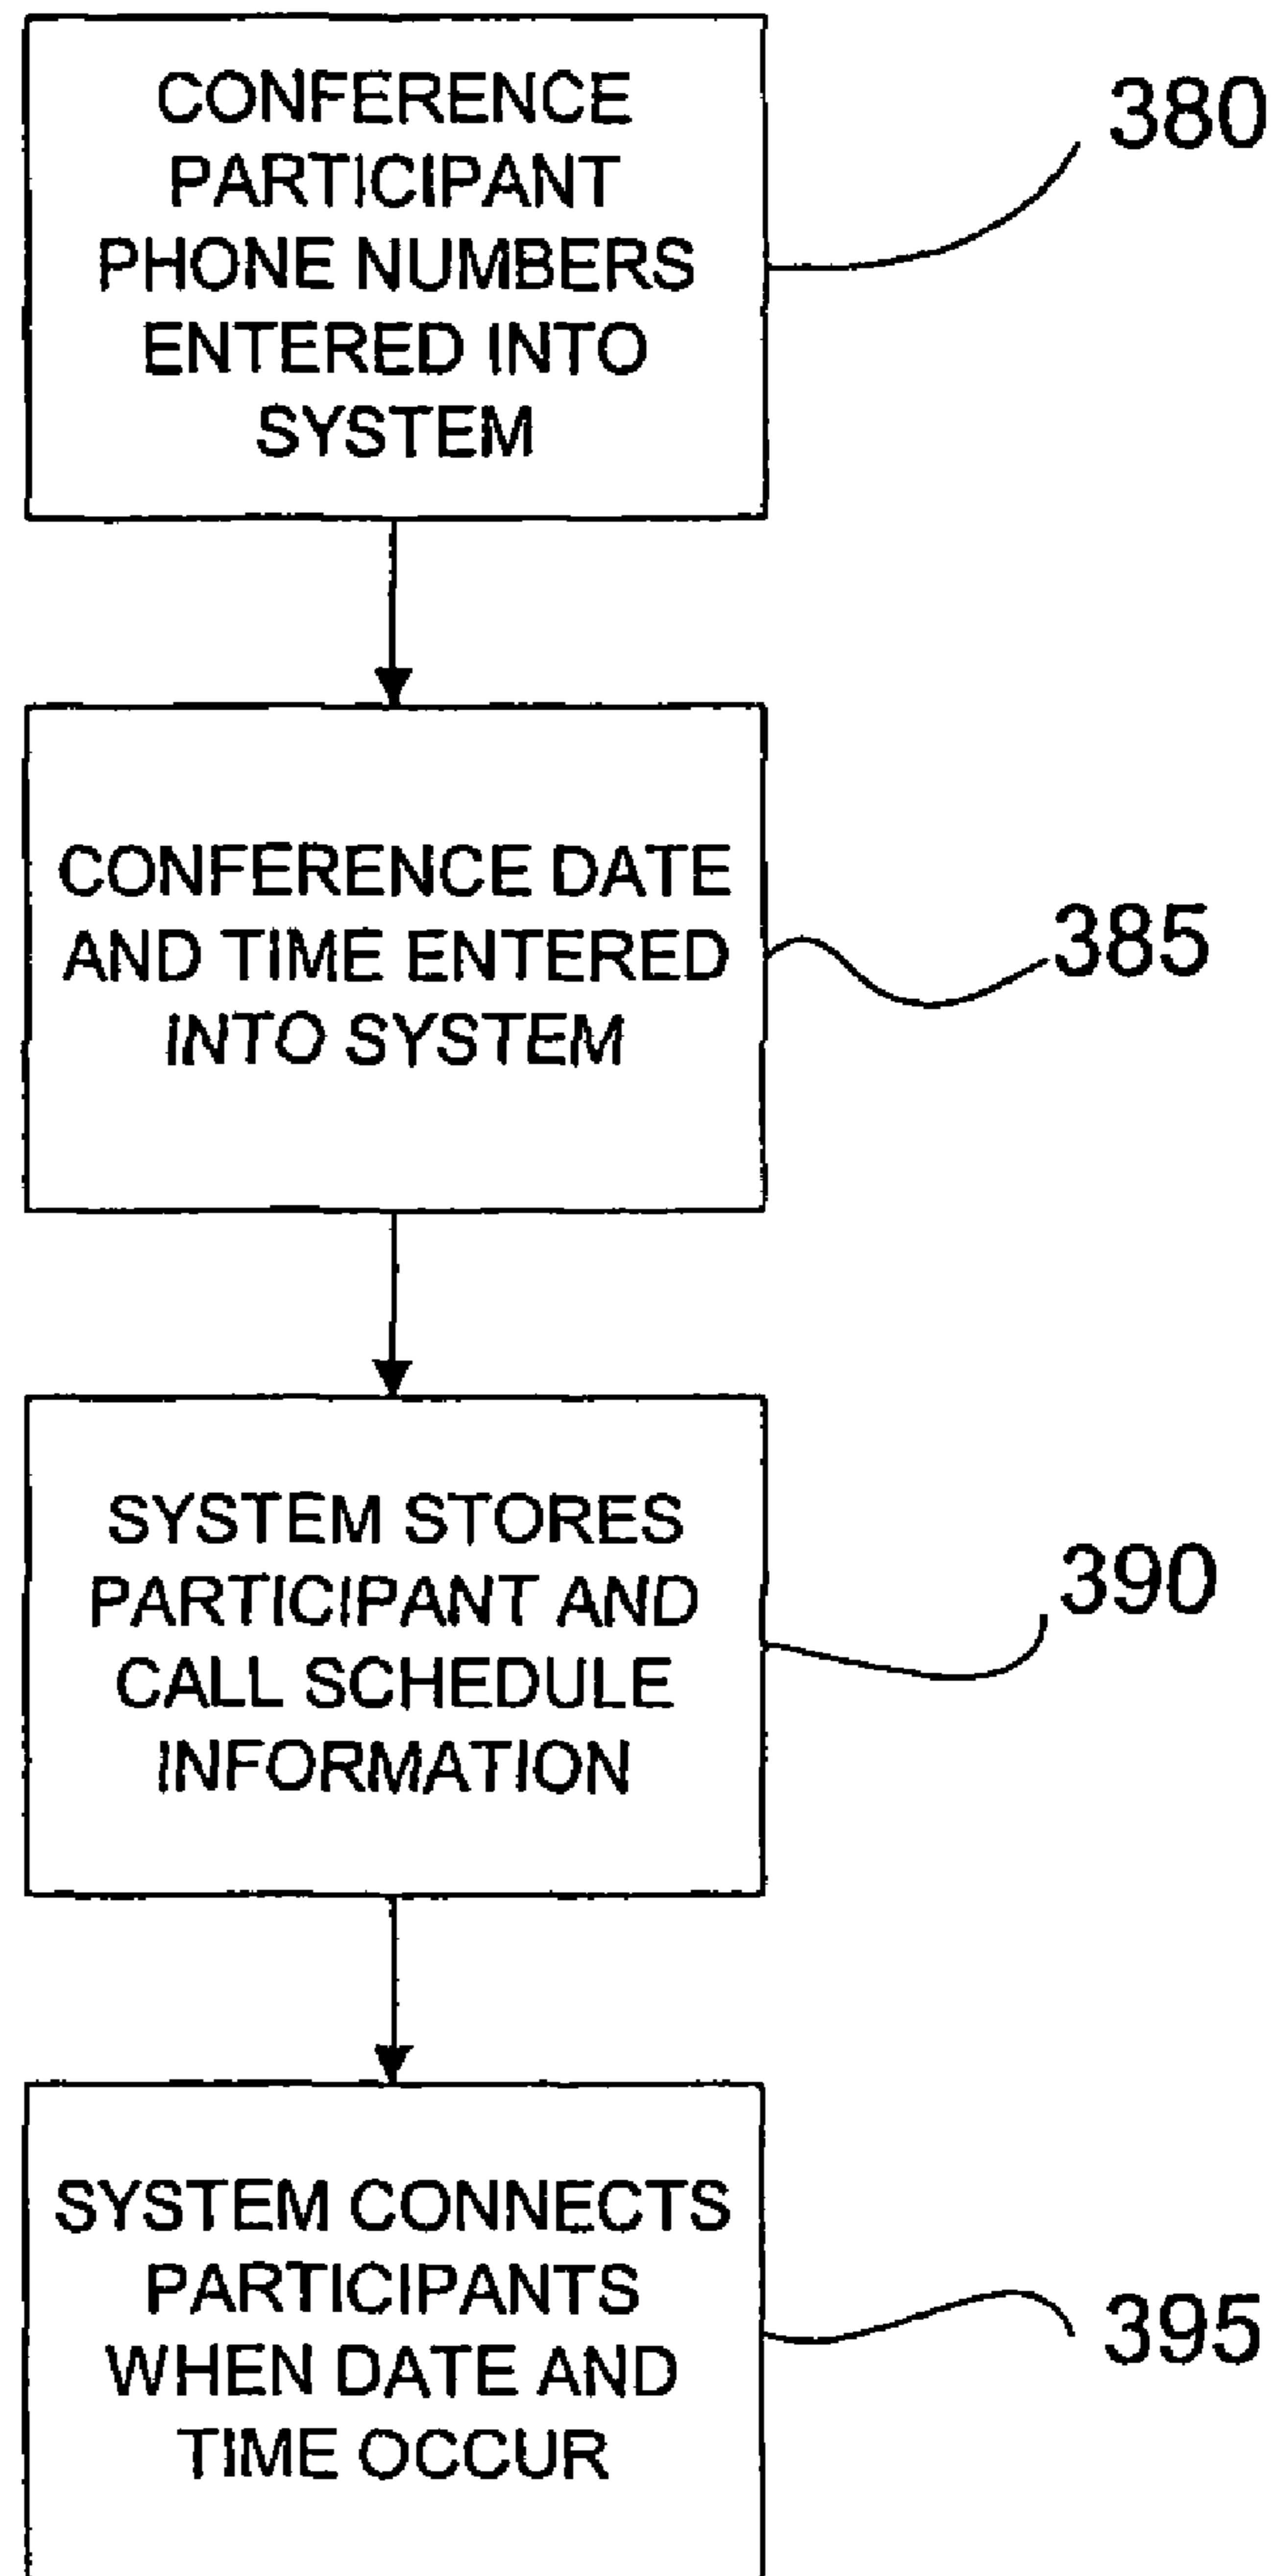 CONFERENCE
PARTICIPANT
PHONE NUMBERS
ENTERED INTO
SYSTEM
380
CONFERENCE DATE
AND TIME ENTERED
INTO SYSTEM
385
SYSTEM STORES
PARTICIPANT AND
CALL SCHEDULE
INFORMATION
390
SYSTEM CONNECTS
PARTICIPANTS
WHEN DATE AND
TIME OCCUR
395